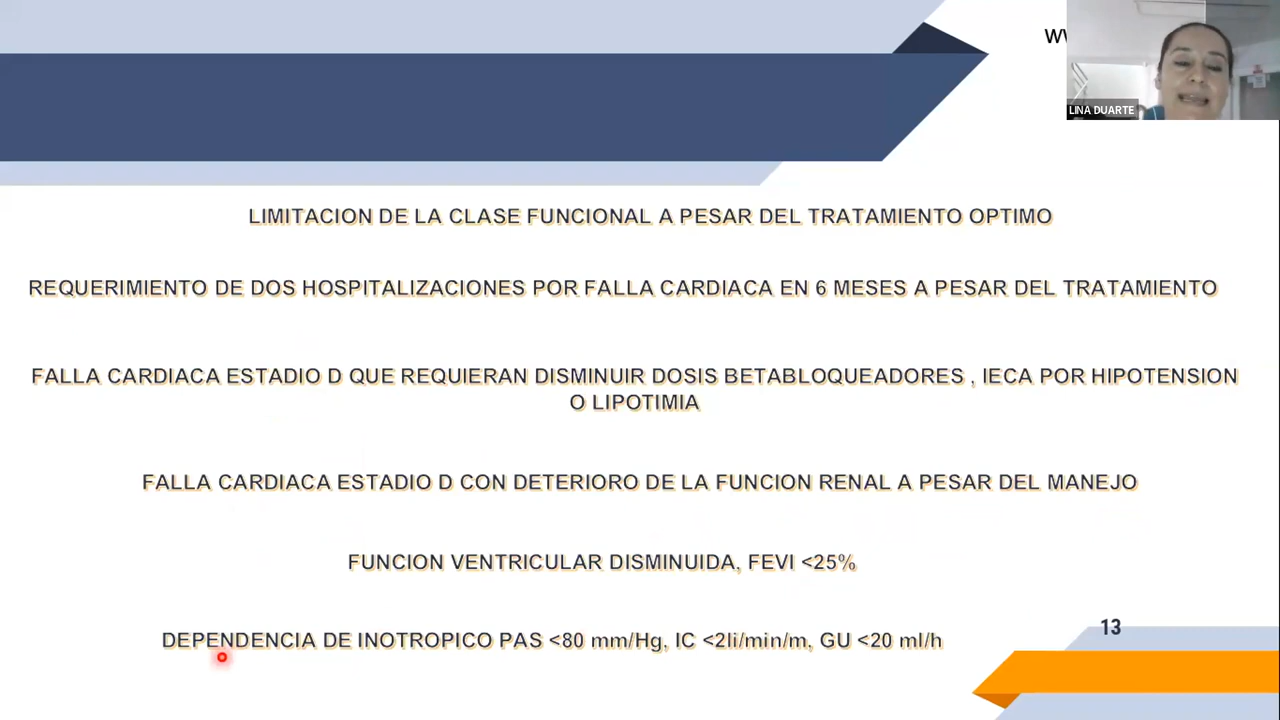 LINA DUARTE
LIMITACION DE LA CLASE FUNCIONAL A PESAR DEL TRATAMIENTO OPTIMO
REQUERIMIENTO DE DOS HOSPITALIZACIONES POR FALLA CARDIACA EN 6 MESES A PESAR DEL TRATAMIENTO
FALLA CARDIACA ESTADIO D QUE REQUIERAN DISMINUIR DOSIS BETABLOQUEADORES , IECA POR HIPOTENSION
O LIPOTIMIA
FALLA CARDIACA ESTADIO D CON DETERIORO DE LA FUNCION RENAL A PESAR DEL MANEJO
FUNCION VENTRICULAR DISMINUIDA, FEVI <25%
13
DEPENDENCIA DE INOTROPICO PAS <80 mm/Hg, IC <2li/min/m, GU <20 ml/h